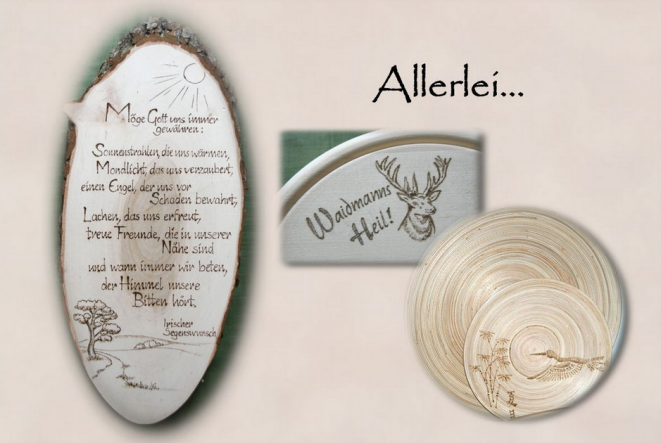 Allerlei...
Möge Gott uns immer
gewähren:
Sonnenstrahlen, die uns wärmen,
Mondlicht, das uns verzaubert,
einen Engel, der uns vor
Schaden bewahrt,
Lachen, das uns erfreut,
treue Freunde, die in unserer
Nähe sind
und wann immer wir beten,
der Himmel unsere
Bitten hört.
Irischer
Segenswunsch
Waidmanns
Heil!